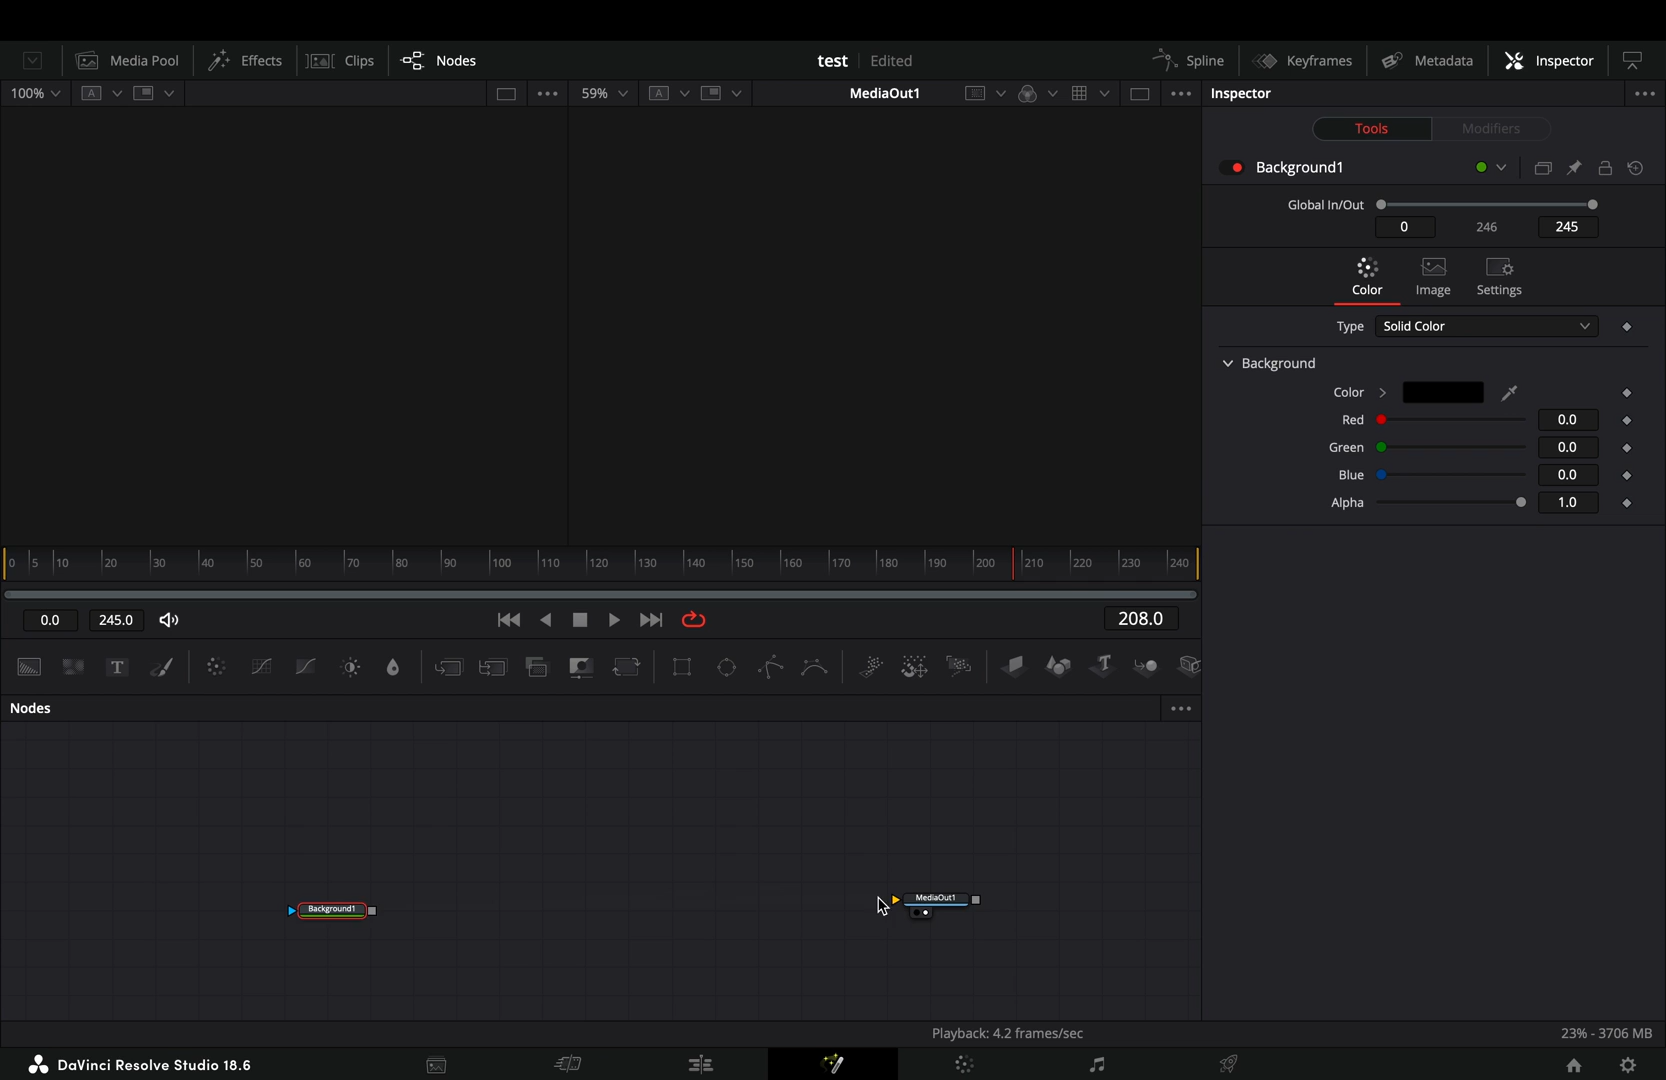 Media Pool Effects Clips Nodes test Edited Spline Keyframes Metadata Inspector
100% A 59% A MediaOut1 Inspector
Tools Modifiers
Background1
Global In/Out
0 246 245
Color Image Settings
Type Solid Color
Background
Color
Red 0.0
Green 0.0
Blue 0.0
Alpha 1.0
0 5 10 20 30 40 50 60 70 80 90 100 110 120 130 140 150 160 170 180 190 200 210 220 230 240
0.0 245.0 208.0
T T
Nodes
Background1 MediaOut1
Playback: 4.2 frames/sec 23% - 3706 MB
DaVinci Resolve Studio 18.6